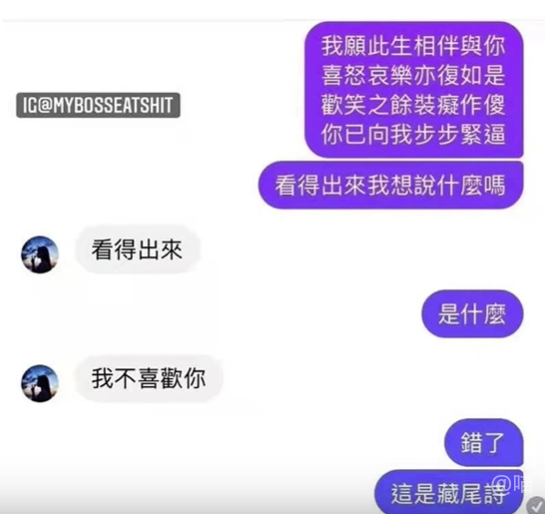 我願此生相伴與你
喜怒哀樂亦復如是
歡笑之餘裝癡作傻
你已向我步步緊逼
IG@MYBOSSEATSHIT
看得出來我想說什麼嗎
看得出來
是什麼
我不喜歡你
錯了
這是藏尾詩